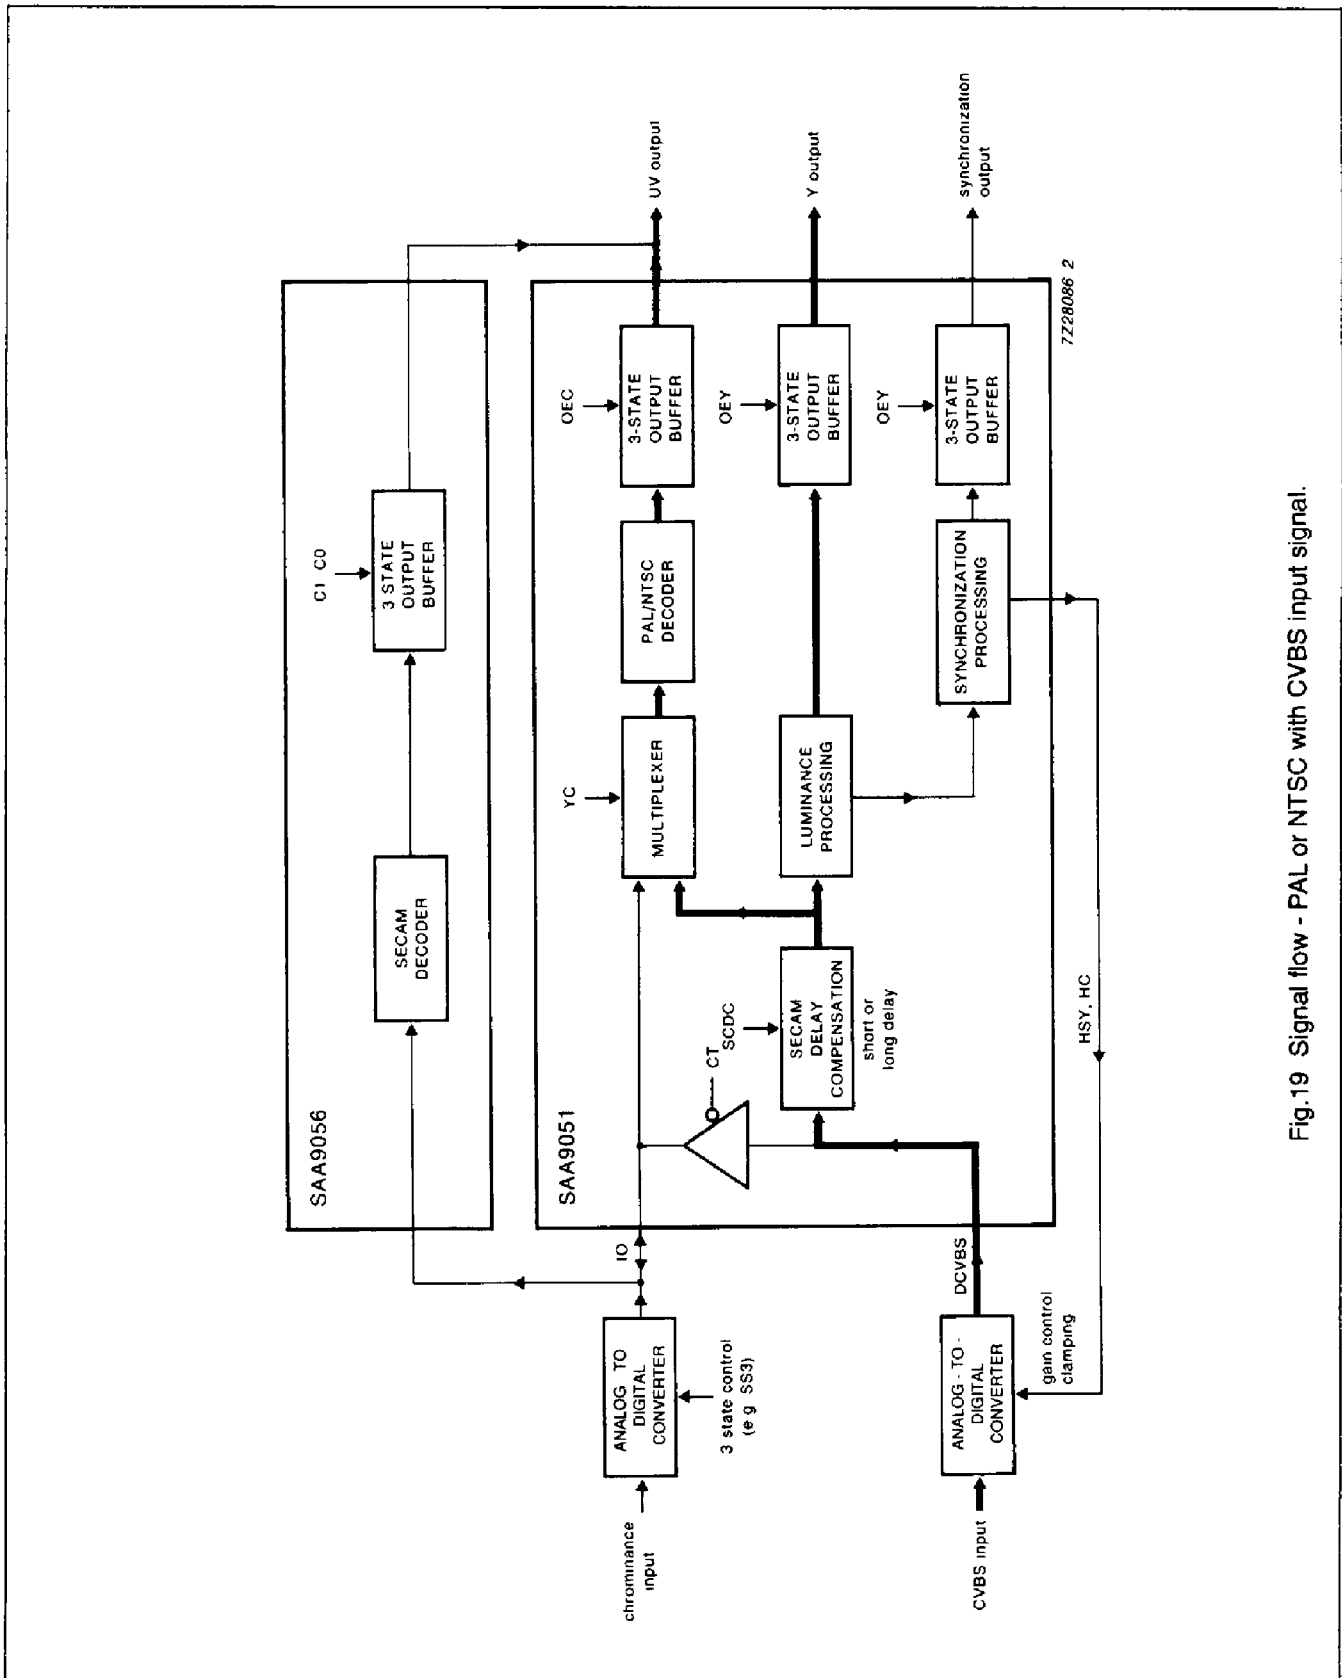 SAA9056
SECAM
DECODER
C1 C0
3 STATE
OUTPUT
BUFFER
chrominance
input
ANALOG TO
DIGITAL
CONVERTER
3 state control
(e g SS3)
IO
SAA9051
CT
YC
MULTIPLEXER
PAL/NTSC
DECODER
OEC
3-STATE
OUTPUT
BUFFER
UV output
SCDC
SECAM
DELAY
COMPENSATION
short or
long delay
LUMINANCE
PROCESSING
OEY
3-STATE
OUTPUT
BUFFER
Y output
SYNCHRONIZATION
PROCESSING
OEY
3-STATE
OUTPUT
BUFFER
synchronization
output
CVBS input
ANALOG - TO -
DIGITAL
CONVERTER
DCVBS
gain control
clamping
HSY, HC
7Z28086 2
Fig.19 Signal flow - PAL or NTSC with CVBS input signal.